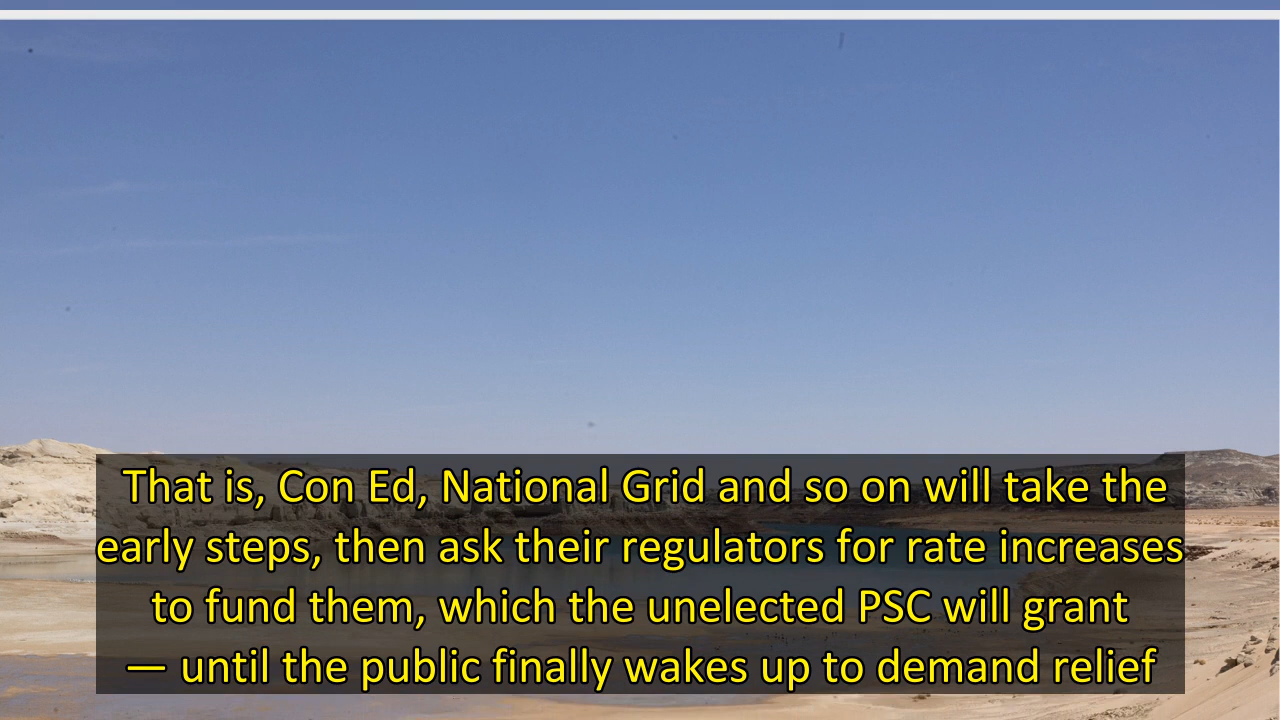 That is, Con Ed, National Grid and so on will take the
early steps, then ask their regulators for rate increases
to fund them, which the unelected PSC will grant
— until the public finally wakes up to demand relief